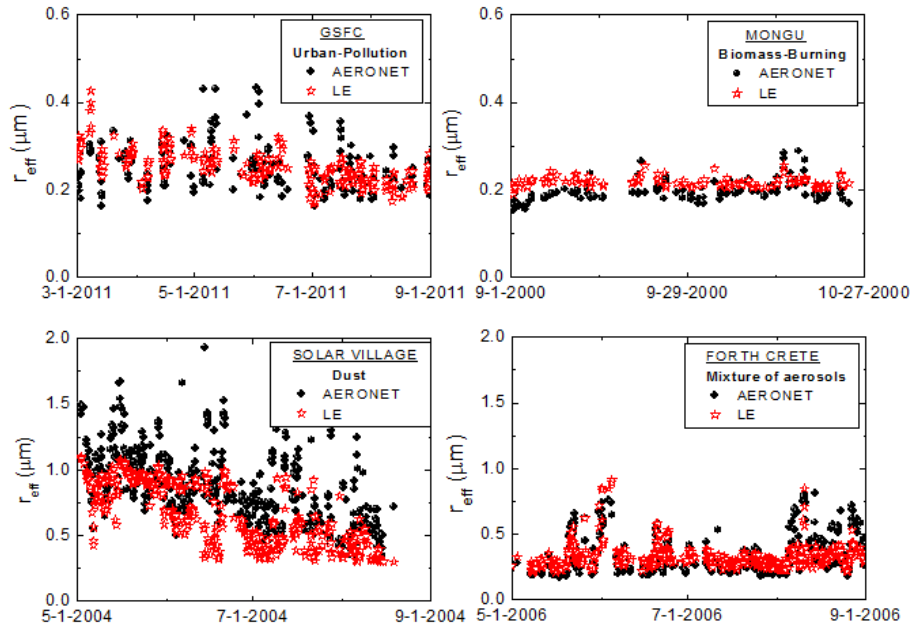 GSFC
Urban-Pollution
AERONET
LE
r_eff (μm)
0.6
0.4
0.2
0.0
3-1-2011 5-1-2011 7-1-2011 9-1-2011
MONGU
Biomass-Burning
AERONET
LE
r_eff (μm)
0.6
0.4
0.2
0.0
9-1-2000 9-29-2000 10-27-2000
SOLAR VILLAGE
Dust
AERONET
LE
r_eff (μm)
2.0
1.5
1.0
0.5
0.0
5-1-2004 7-1-2004 9-1-2004
FORTH CRETE
Mixture of aerosols
AERONET
LE
r_eff (μm)
2.0
1.5
1.0
0.5
0.0
5-1-2006 7-1-2006 9-1-2006